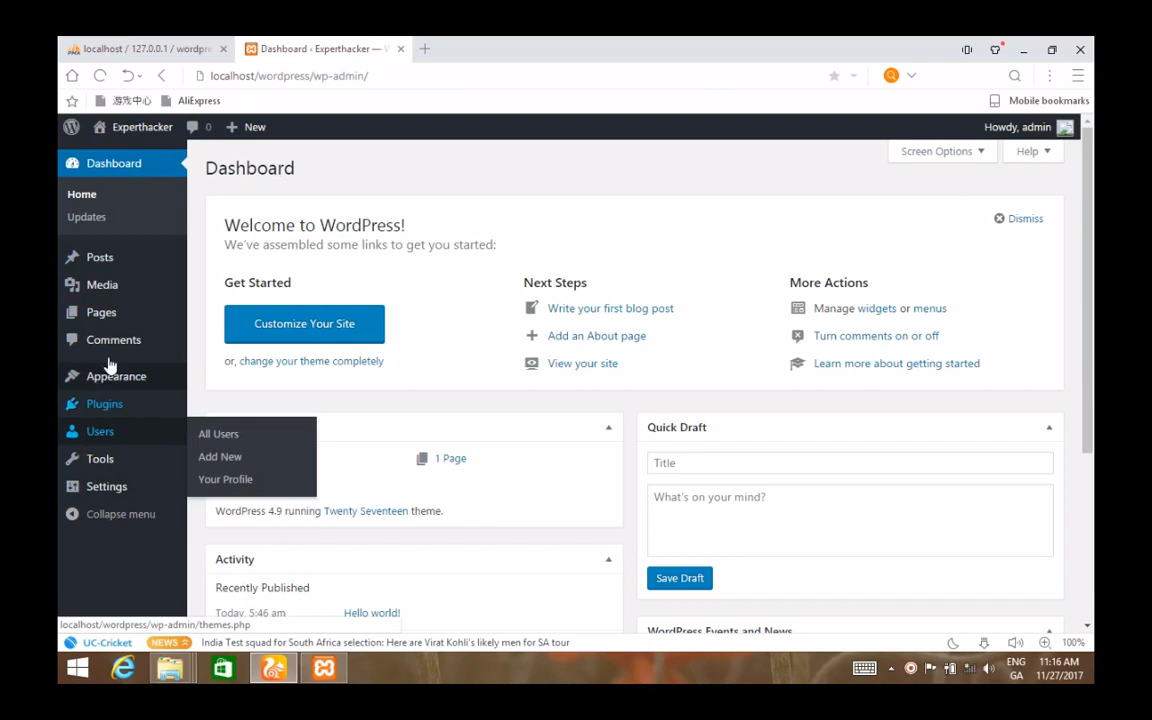 localhost / 127.0.0.1 / wordpre
Dashboard ‹ Experthacker — W
localhost/wordpress/wp-admin/
游戏中心 AliExpress Mobile bookmarks
Experthacker 0 New Howdy, admin
Dashboard
Home
Updates
Posts
Media
Pages
Comments
Appearance
Plugins
Users
Tools
Settings
Collapse menu
All Users
Add New
Your Profile
Screen Options Help
Dashboard
Welcome to WordPress!
We've assembled some links to get you started:
Dismiss
Get Started
Customize Your Site
or, change your theme completely
Next Steps
Write your first blog post
Add an About page
View your site
More Actions
Manage widgets or menus
Turn comments on or off
Learn more about getting started
1 Page
WordPress 4.9 running Twenty Seventeen theme.
Activity
Recently Published
Today, 5:46 am Hello world!
Quick Draft
Title
What's on your mind?
Save Draft
WordPress Events and News
localhost/wordpress/wp-admin/themes.php
UC-Cricket NEWS India Test squad for South Africa selection: Here are Virat Kohli's likely men for SA tour 100%
ENG 11:16 AM
GA 11/27/2017